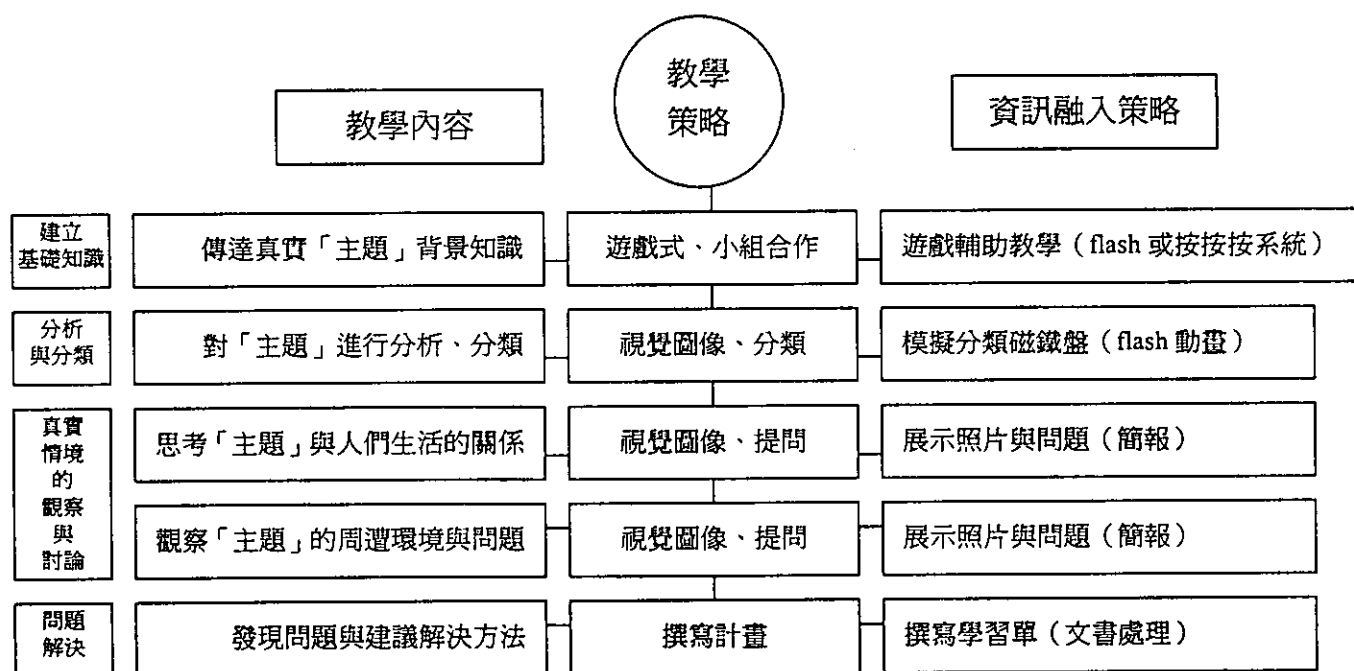 教學
策略
教學內容
資訊融入策略
建立
基礎知識
傳達真實「主題」背景知識
遊戲式、小組合作
遊戲輔助教學（flash 或按按按系統）
分析
與分類
對「主題」進行分析、分類
視覺圖像、分類
模擬分類磁鐵盤（flash 動畫）
真實
情境
的
觀察
與
討論
思考「主題」與人們生活的關係
視覺圖像、提問
展示照片與問題（簡報）
觀察「主題」的周遭環境與問題
視覺圖像、提問
展示照片與問題（簡報）
問題
解決
發現問題與建議解決方法
撰寫計畫
撰寫學習單（文書處理）